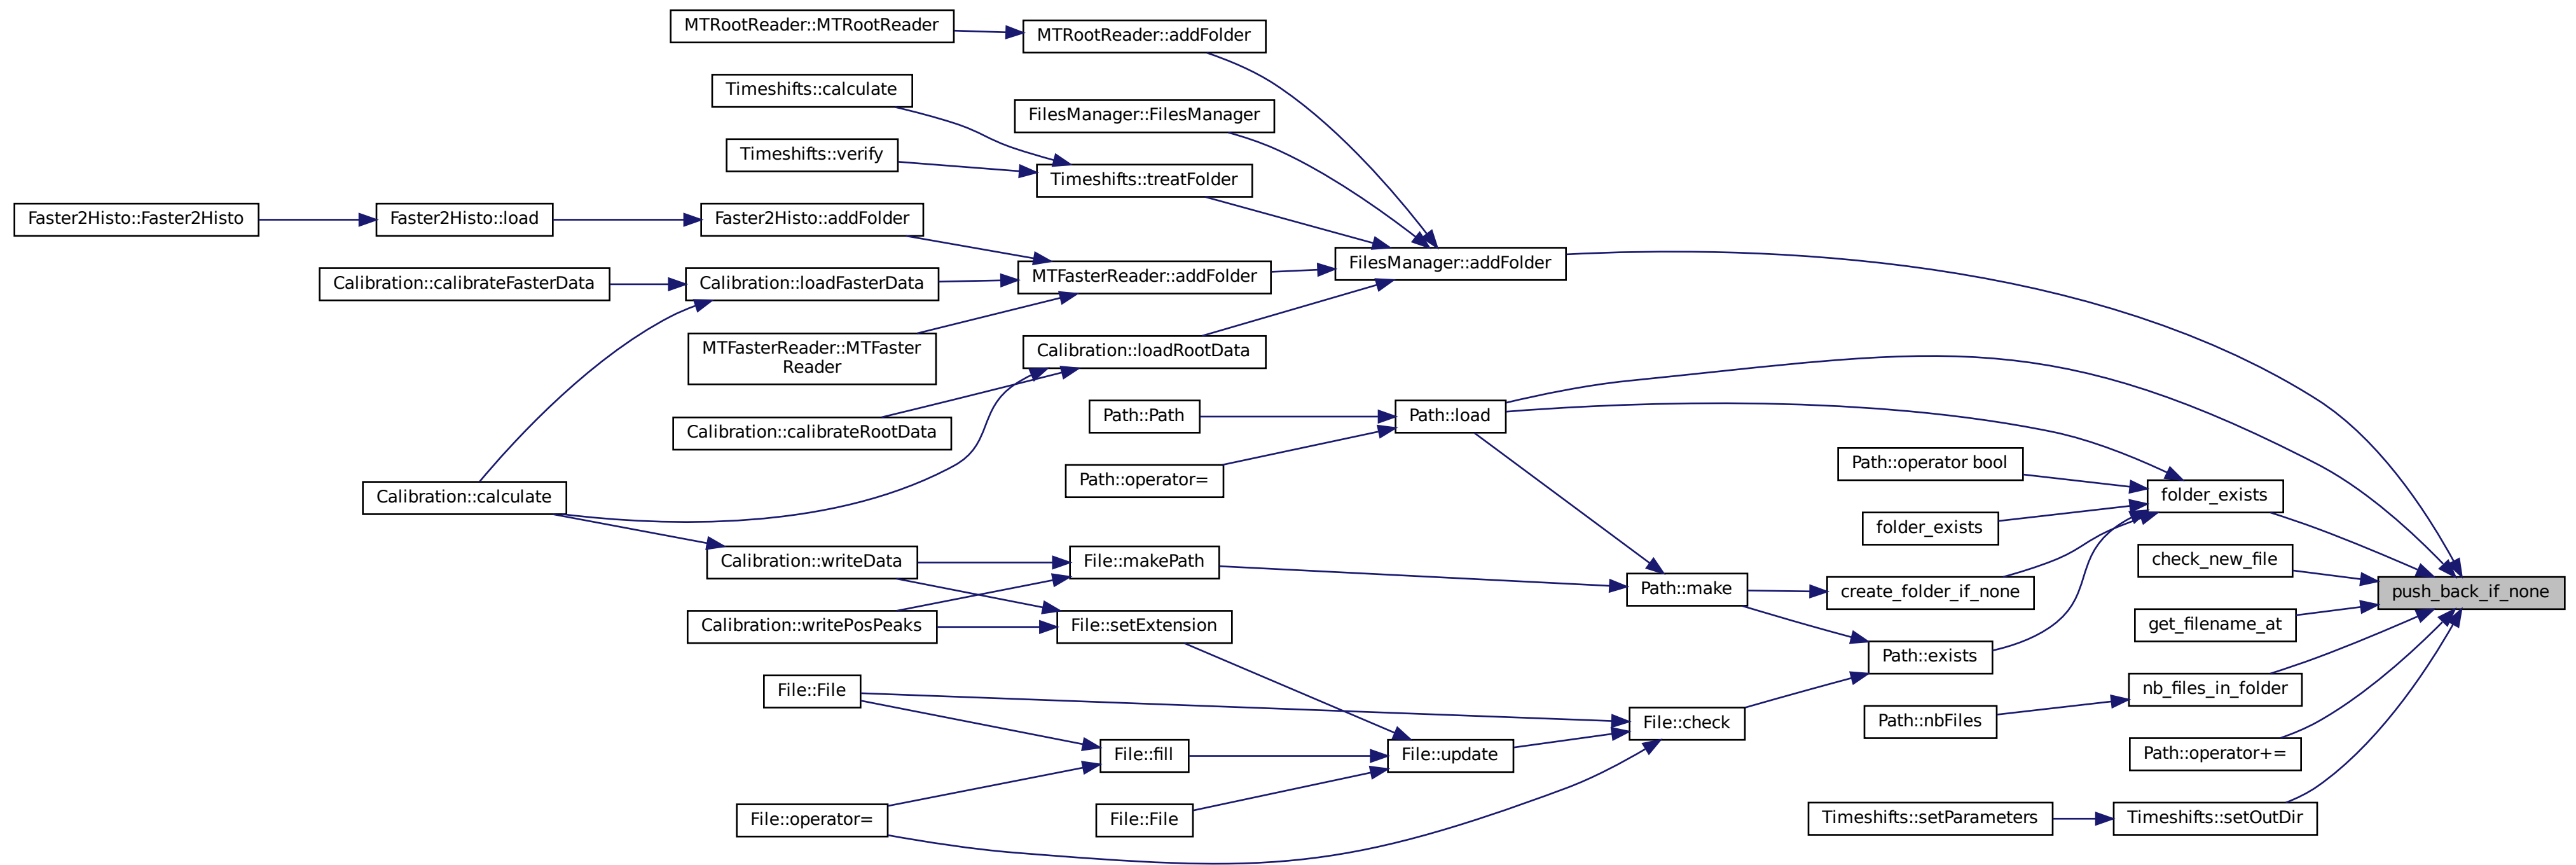 MTRootReader::MTRootReader
MTRootReader::addFolder
Timeshifts::calculate
FilesManager::FilesManager
Timeshifts::verify
Timeshifts::treatFolder
Faster2Histo::Faster2Histo
Faster2Histo::load
Faster2Histo::addFolder
FilesManager::addFolder
Calibration::calibrateFasterData
Calibration::loadFasterData
MTFasterReader::addFolder
MTFasterReader::MTFaster
Reader
Calibration::loadRootData
Path::Path
Path::load
Calibration::calibrateRootData
Path::operator=
Path::operator bool
folder_exists
Calibration::calculate
folder_exists
Calibration::writeData
File::makePath
check_new_file
Path::make
create_folder_if_none
push_back_if_none
Calibration::writePosPeaks
File::setExtension
get_filename_at
Path::exists
File::File
nb_files_in_folder
File::check
Path::nbFiles
File::fill
File::update
Path::operator+=
File::operator=
File::File
Timeshifts::setParameters
Timeshifts::setOutDir